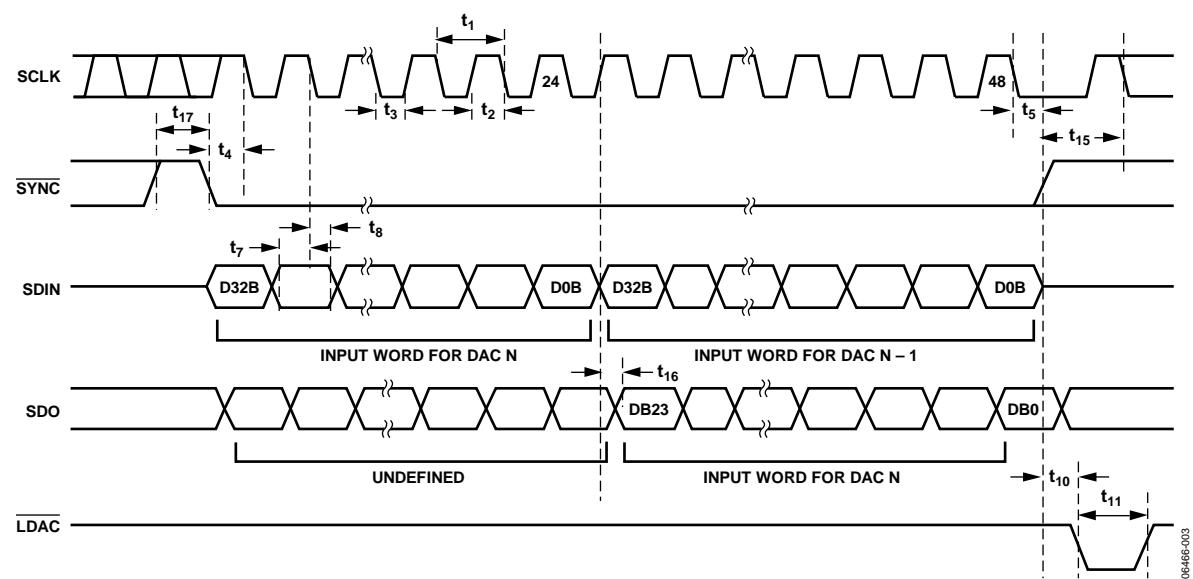 t1
SCLK
24
48
t3
t2
t5
t17
t4
t15
SYNC
t7
t8
SDIN
D32B
D0B
D32B
D0B
INPUT WORD FOR DAC N
INPUT WORD FOR DAC N – 1
t16
SDO
DB23
DB0
UNDEFINED
INPUT WORD FOR DAC N
t10
t11
LDAC
06466-003